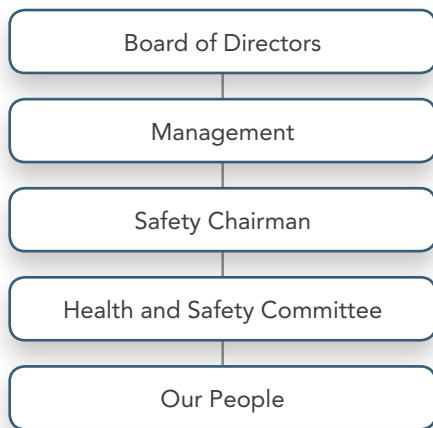 Board of Directors
Management
Safety Chairman
Health and Safety Committee
Our People